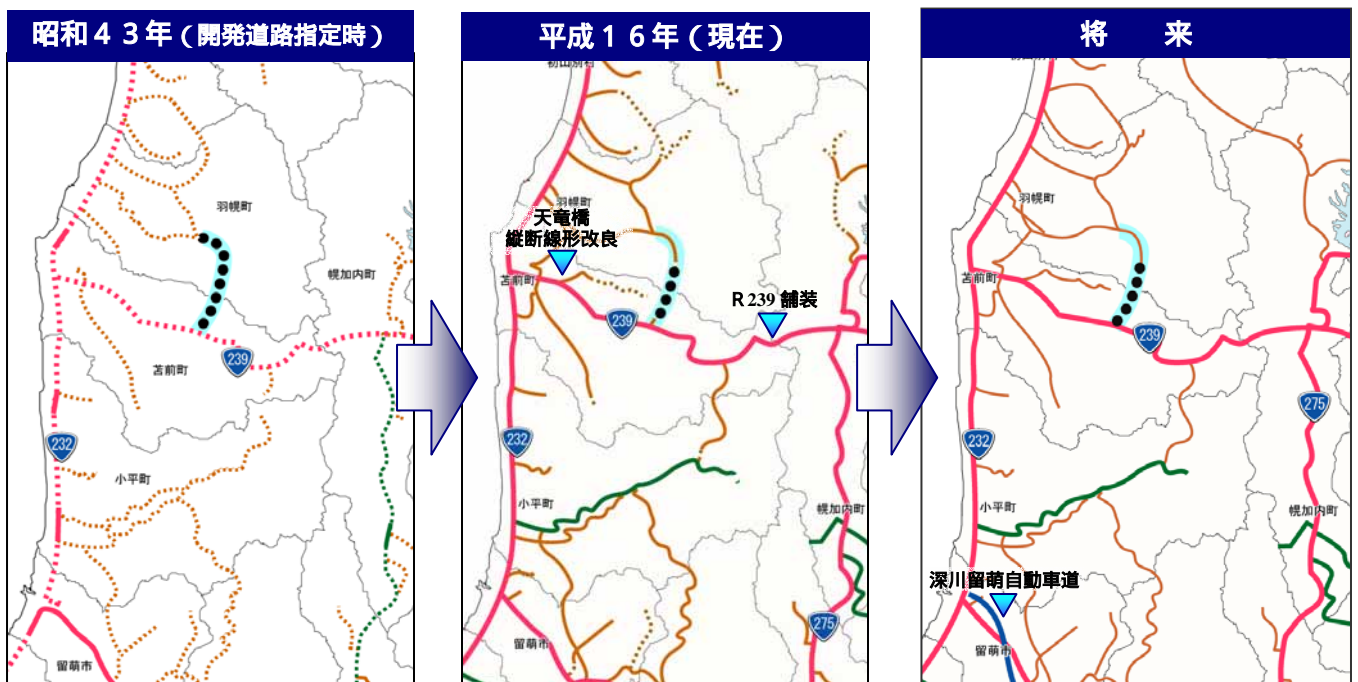 昭和４３年（開発道路指定時）
羽幌町
幌加内町
苫前町
239
232
小平町
留萌市
平成１６年（現在）
初山別村
羽幌町
天竜橋
縦断線形改良
苫前町
R239 舗装
239
232
小平町
幌加内町
275
留萌市
将　来
羽幌町
苫前町
239
275
232
小平町
幌加内町
深川留萌自動車道
留萌市